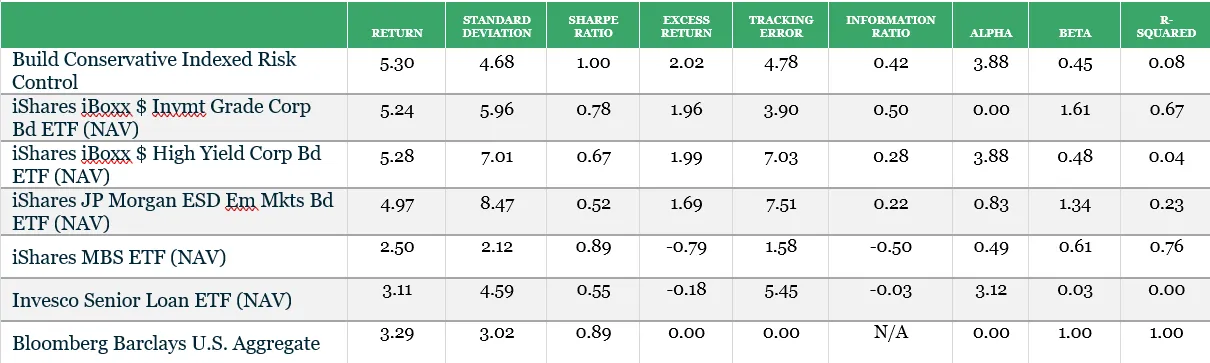 RETURN STANDARD DEVIATION SHARPE RATIO EXCESS RETURN TRACKING ERROR INFORMATION RATIO ALPHA BETA R-SQUARED
Build Conservative Indexed Risk Control 5.30 4.68 1.00 2.02 4.78 0.42 3.88 0.45 0.08
iShares iBoxx $ Invmt Grade Corp Bd ETF (NAV) 5.24 5.96 0.78 1.96 3.90 0.50 0.00 1.61 0.67
iShares iBoxx $ High Yield Corp Bd ETF (NAV) 5.28 7.01 0.67 1.99 7.03 0.28 3.88 0.48 0.04
iShares JP Morgan ESD Em Mkts Bd ETF (NAV) 4.97 8.47 0.52 1.69 7.51 0.22 0.83 1.34 0.23
iShares MBS ETF (NAV) 2.50 2.12 0.89 -0.79 1.58 -0.50 0.49 0.61 0.76
Invesco Senior Loan ETF (NAV) 3.11 4.59 0.55 -0.18 5.45 -0.03 3.12 0.03 0.00
Bloomberg Barclays U.S. Aggregate 3.29 3.02 0.89 0.00 0.00 N/A 0.00 1.00 1.00